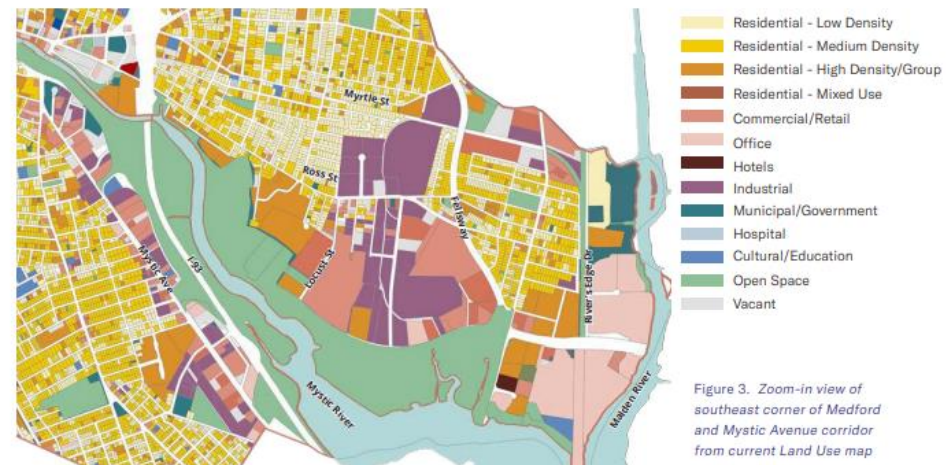 Myrtle St
Ross St
Fellsway
Locust St
Mystic Ave
I-93
River's Edge Dr
Mystic River
Malden River
Residential - Low Density
Residential - Medium Density
Residential - High Density/Group
Residential - Mixed Use
Commercial/Retail
Office
Hotels
Industrial
Municipal/Government
Hospital
Cultural/Education
Open Space
Vacant
Figure 3. Zoom-in view of
southeast corner of Medford
and Mystic Avenue corridor
from current Land Use map